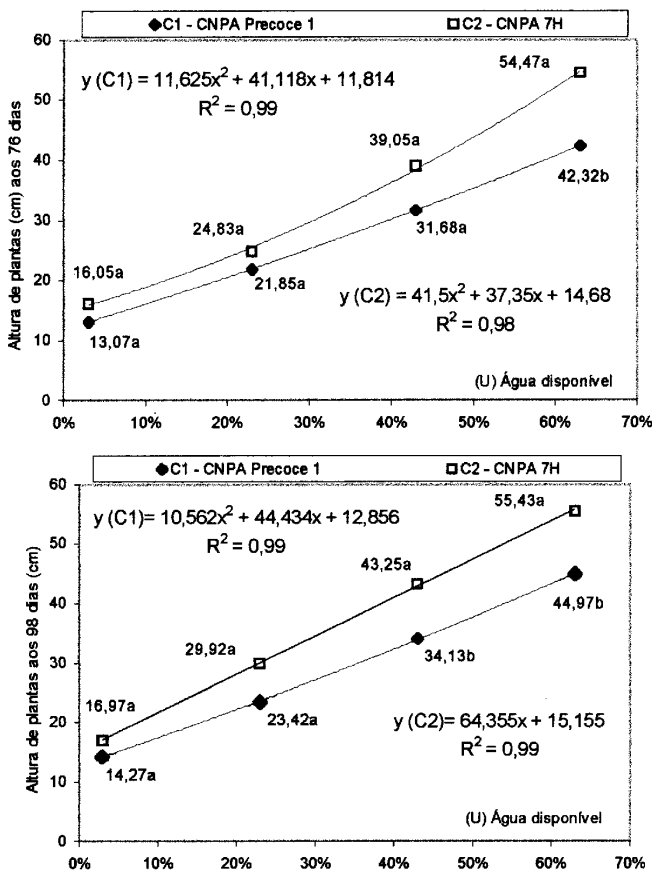 C1 - CNPA Precoce 1 C2 - CNPA 7H
Altura de plantas (cm) aos 76 dias
60
50
40
30
20
10
0
y (C1) = 11,625x² + 41,118x + 11,814
R² = 0,99
54,47a
39,05a
42,32b
24,83a
31,68a
16,05a
21,85a
13,07a
y (C2) = 41,5x² + 37,35x + 14,68
R² = 0,98
(U) Água disponível
0% 10% 20% 30% 40% 50% 60% 70%
C1 - CNPA Precoce 1 C2 - CNPA 7H
Altura de plantas aos 98 dias (cm)
60
50
40
30
20
10
0
y (C1)= 10,562x² + 44,434x + 12,856
R² = 0,99
55,43a
43,25a
44,97b
29,92a
34,13b
16,97a
23,42a
14,27a
y (C2)= 64,355x + 15,155
R² = 0,99
(U) Água disponível
0% 10% 20% 30% 40% 50% 60% 70%